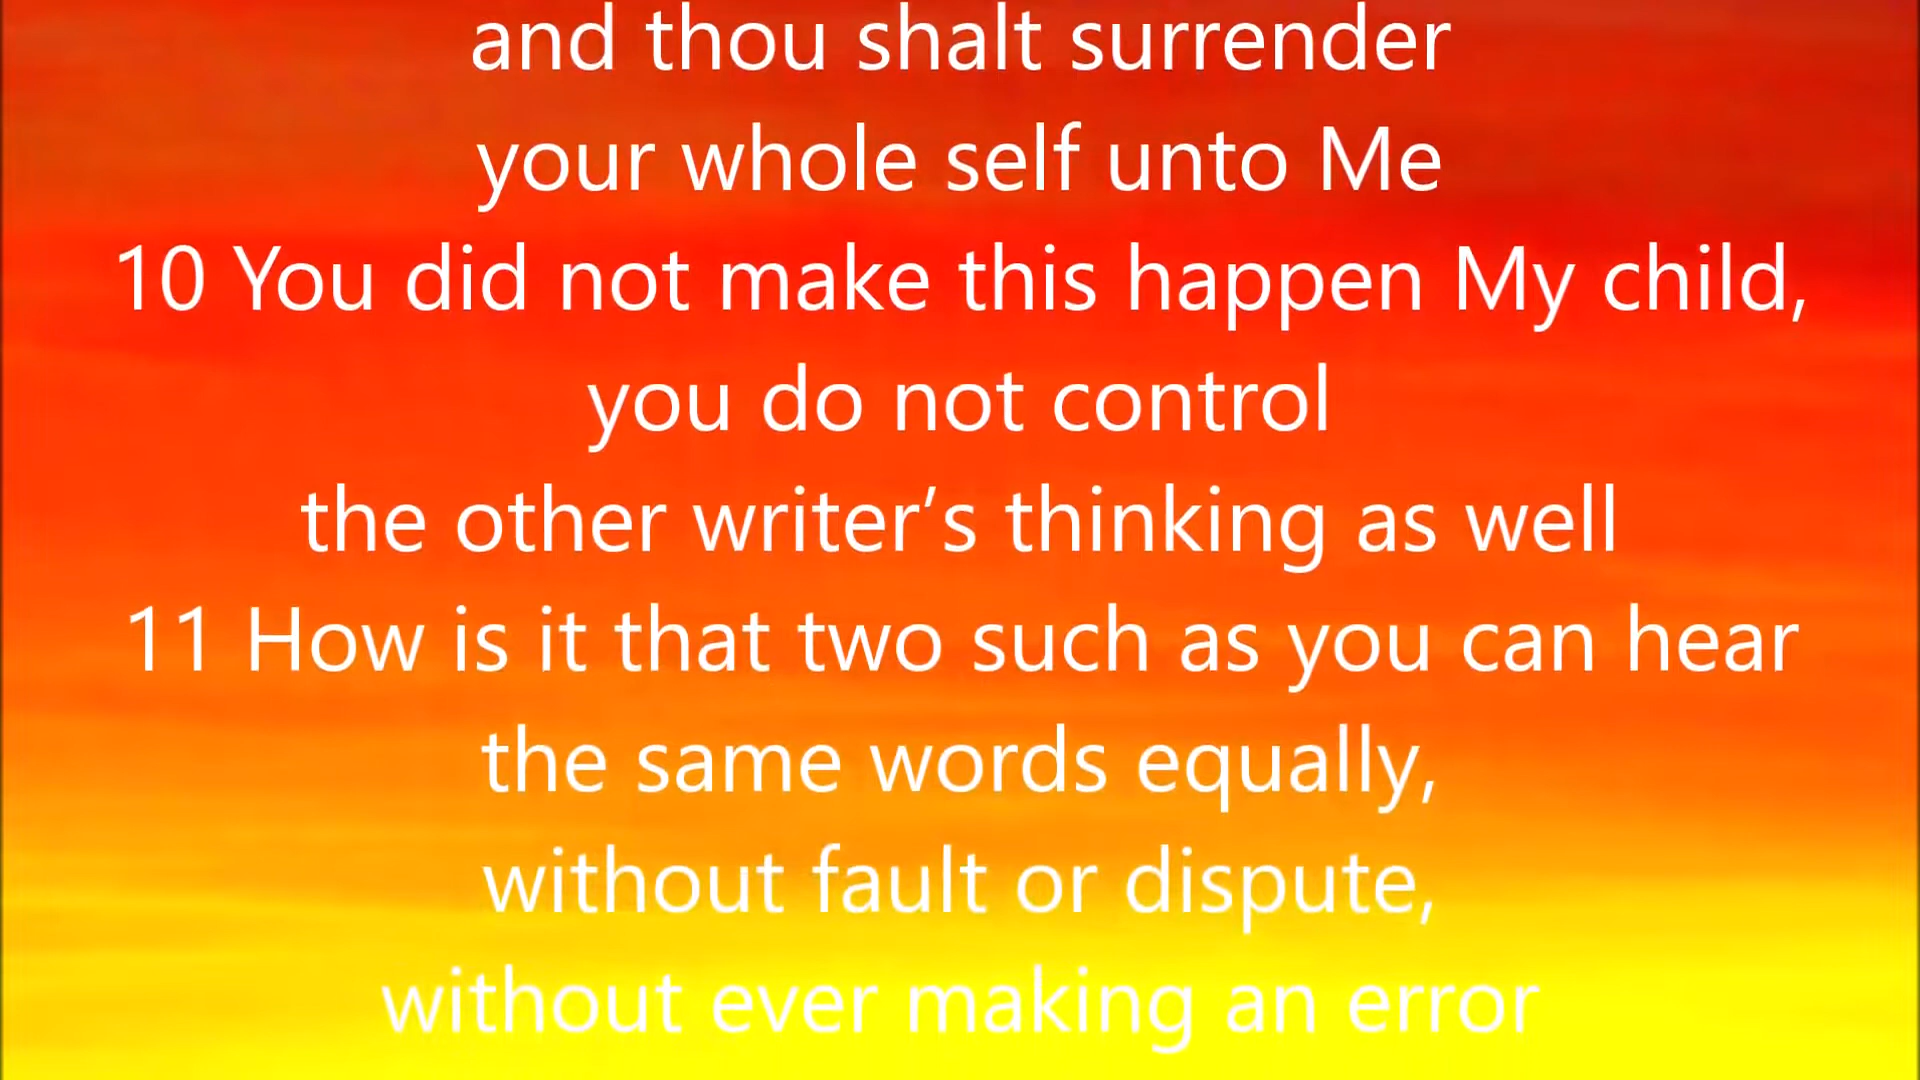 and thou shalt surrender
your whole self unto Me
10 You did not make this happen My child,
you do not control
the other writer’s thinking as well
11 How is it that two such as you can hear
the same words equally,
without fault or dispute,
without ever making an error